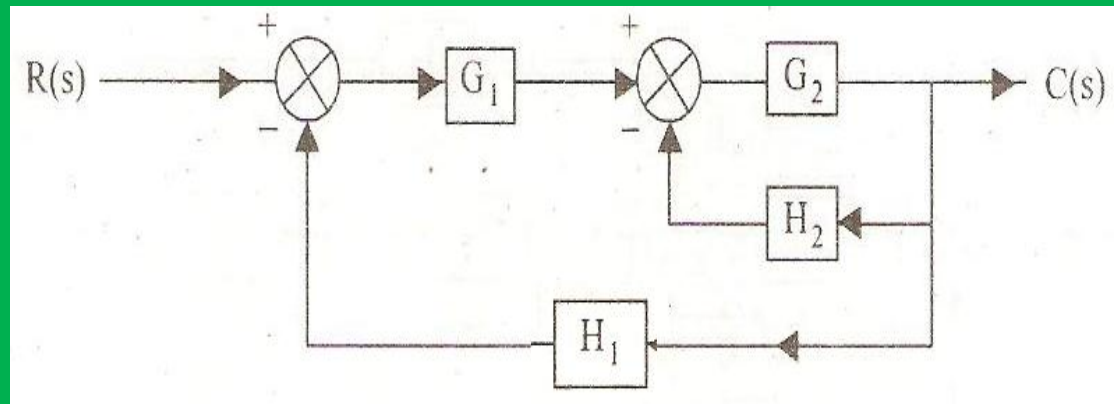 + +
R(s) G₁ G₂ C(s)
− −
H₂
H₁